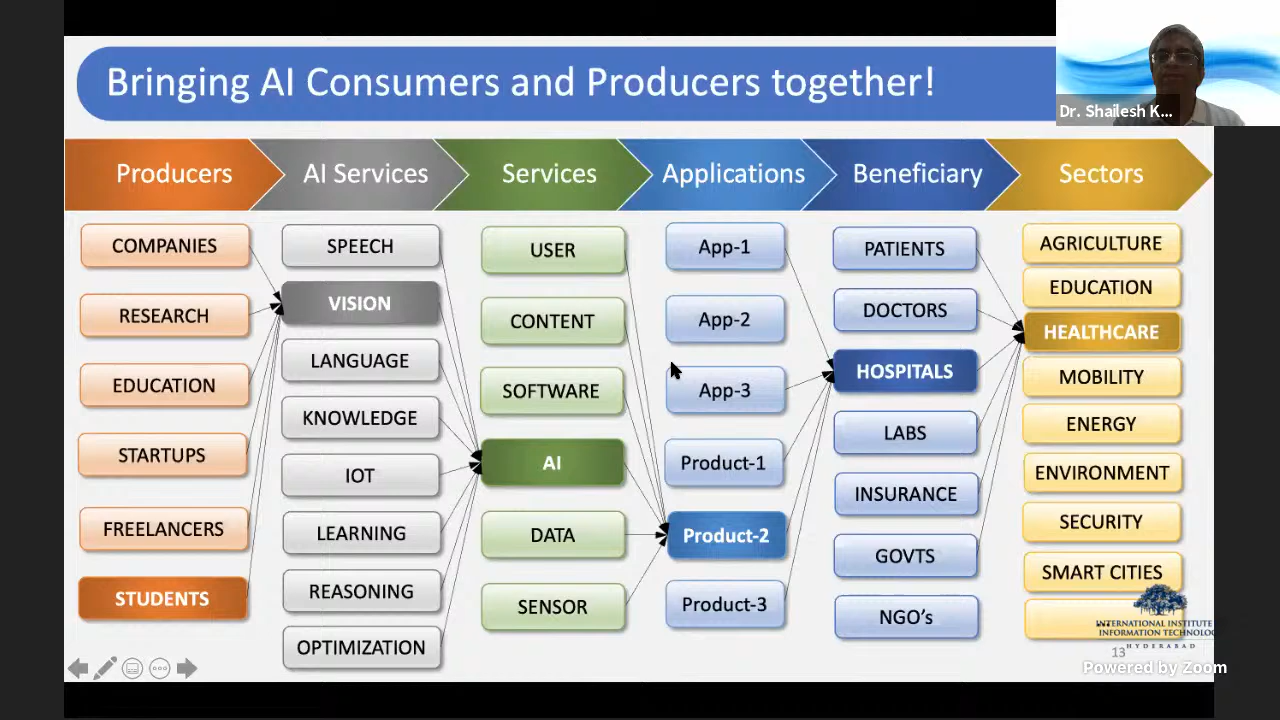 Bringing AI Consumers and Producers together!
Dr. Shailesh K...
Producers
AI Services
Services
Applications
Beneficiary
Sectors
COMPANIES
RESEARCH
EDUCATION
STARTUPS
FREELANCERS
STUDENTS
SPEECH
VISION
LANGUAGE
KNOWLEDGE
IOT
LEARNING
REASONING
OPTIMIZATION
USER
CONTENT
SOFTWARE
AI
DATA
SENSOR
App-1
App-2
App-3
Product-1
Product-2
Product-3
PATIENTS
DOCTORS
HOSPITALS
LABS
INSURANCE
GOVTS
NGO's
AGRICULTURE
EDUCATION
HEALTHCARE
MOBILITY
ENERGY
ENVIRONMENT
SECURITY
SMART CITIES
INTERNATIONAL INSTITUTE
INFORMATION TECHNOLO
HYDERABAD
13
Powered by Zoom